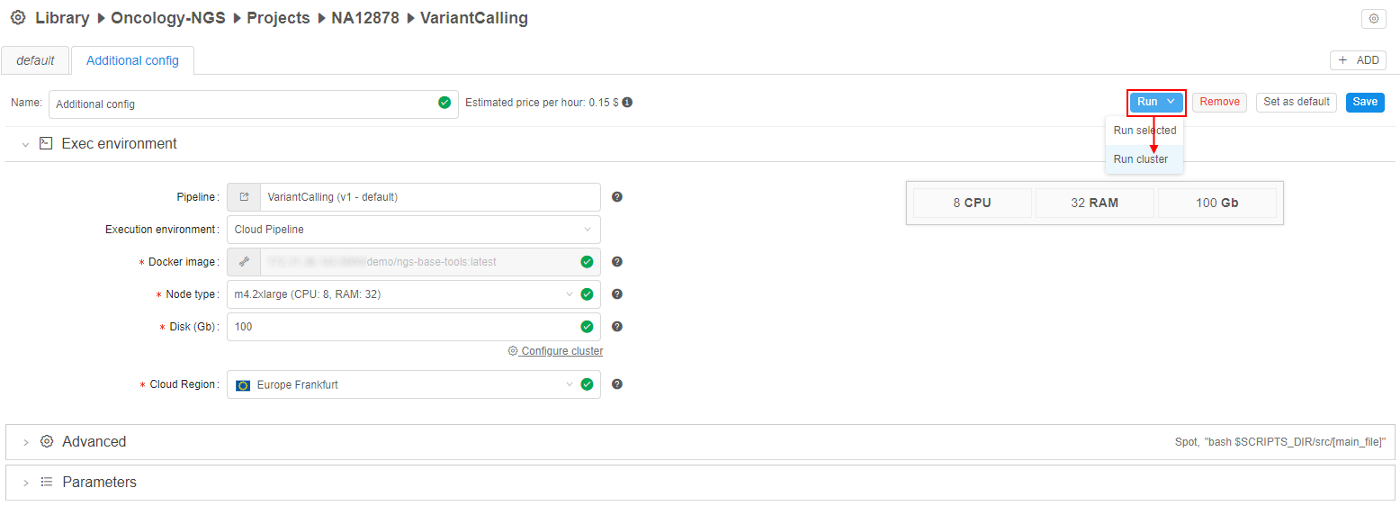 Library Oncology-NGS Projects NA12878 VariantCalling
default Additional config + ADD
Name: Additional config Estimated price per hour: 0.15 $ Run Remove Set as default Save
Run selected
Exec environment
Run cluster
Pipeline : VariantCalling (v1 - default)
8 CPU 32 RAM 100 Gb
Execution environment : Cloud Pipeline
* Docker image : demo/ngs-base-tools:latest
* Node type : m4.2xlarge (CPU: 8, RAM: 32)
* Disk (Gb) : 100
Configure cluster
* Cloud Region : Europe Frankfurt
Advanced Spot, "bash $SCRIPTS_DIR/src/[main_file]"
Parameters